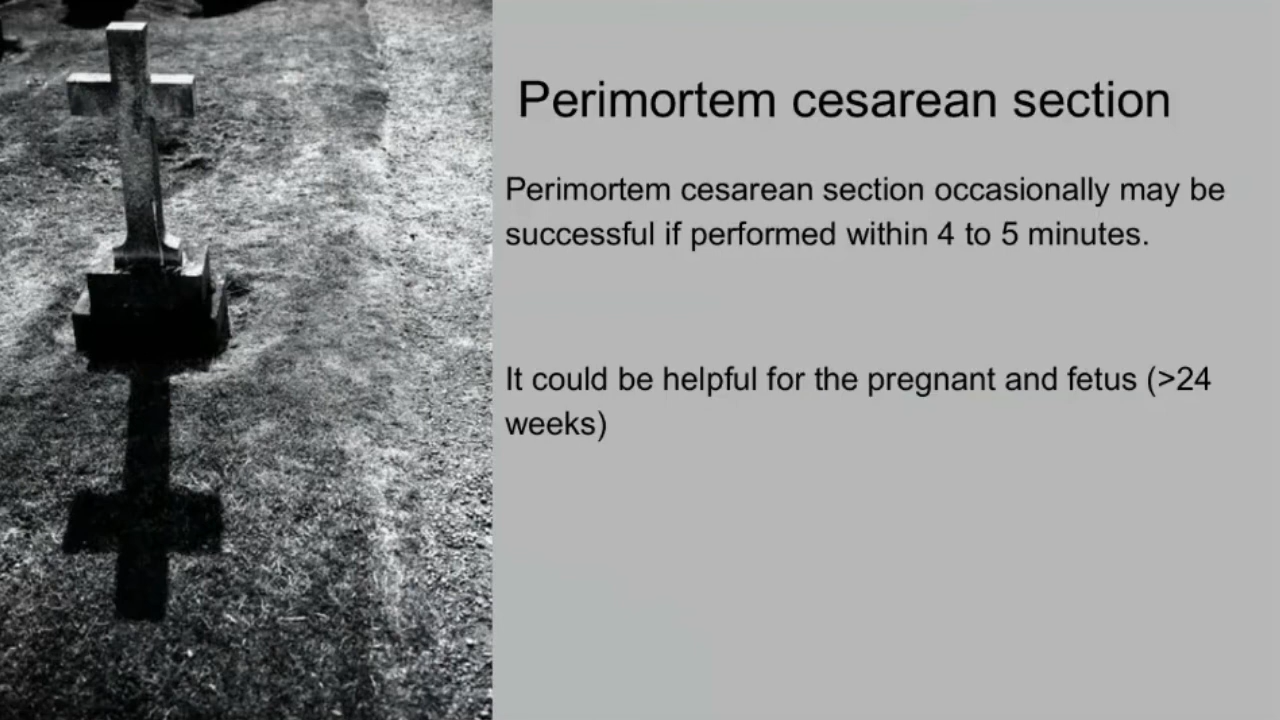 Perimortem cesarean section
Perimortem cesarean section occasionally may be
successful if performed within 4 to 5 minutes.
It could be helpful for the pregnant and fetus (>24
weeks)